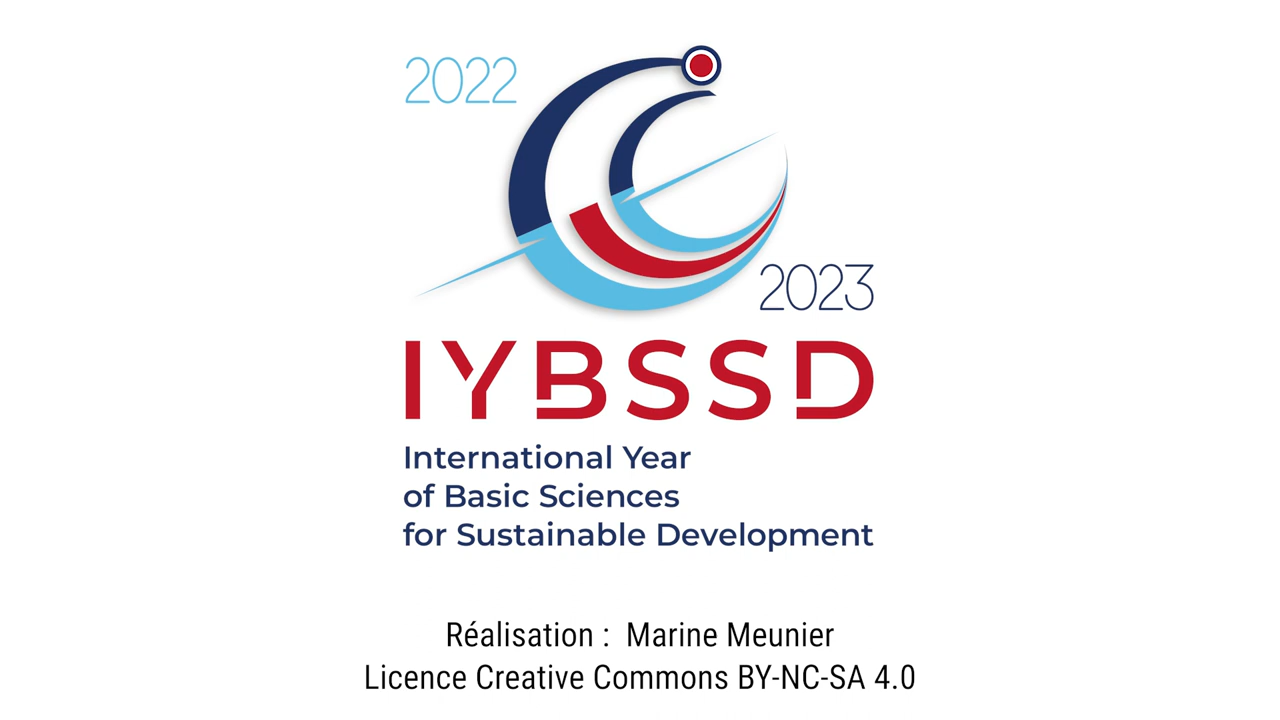 2022
2023
IYBSSD
International Year
of Basic Sciences
for Sustainable Development
Réalisation : Marine Meunier
Licence Creative Commons BY-NC-SA 4.0